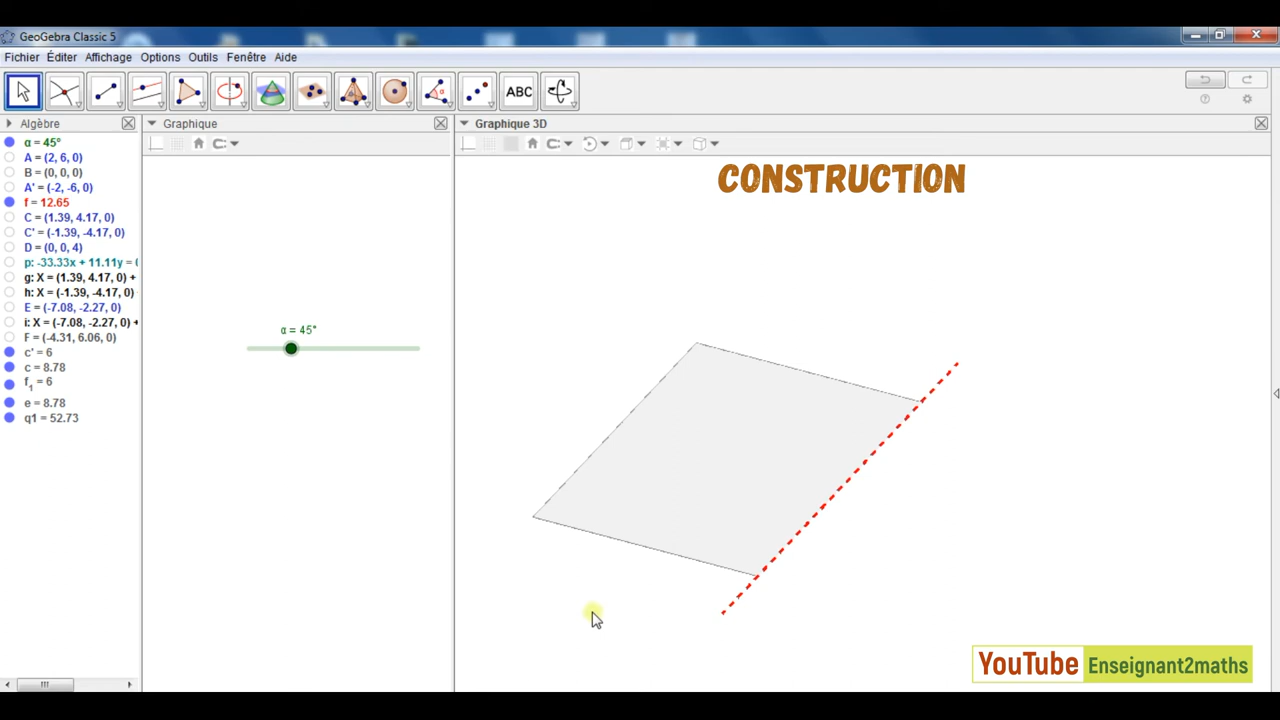 GeoGebra Classic 5
Fichier Éditer Affichage Options Outils Fenêtre Aide
ABC
Algèbre
Graphique
Graphique 3D
α = 45°
A = (2, 6, 0)
B = (0, 0, 0)
A' = (-2, -6, 0)
f = 12.65
C = (1.39, 4.17, 0)
C' = (-1.39, -4.17, 0)
D = (0, 0, 4)
p: -33.33x + 11.11y =
g: X = (1.39, 4.17, 0) +
h: X = (-1.39, -4.17, 0)
E = (-7.08, -2.27, 0)
i: X = (-7.08, -2.27, 0) +
F = (-4.31, 6.06, 0)
c' = 6
c = 8.78
f₁ = 6
e = 8.78
q1 = 52.73
α = 45°
CONSTRUCTION
YouTube Enseignant2maths